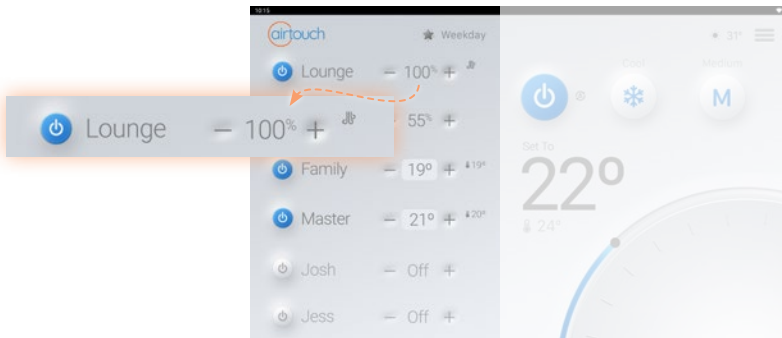 1015
airtouch
Weekday
31°
Lounge
100%
Cool
Medium
M
Lounge
100%
55%
Family
19°
19°
Set To
22°
24°
Master
21°
20°
Josh
Off
Jess
Off